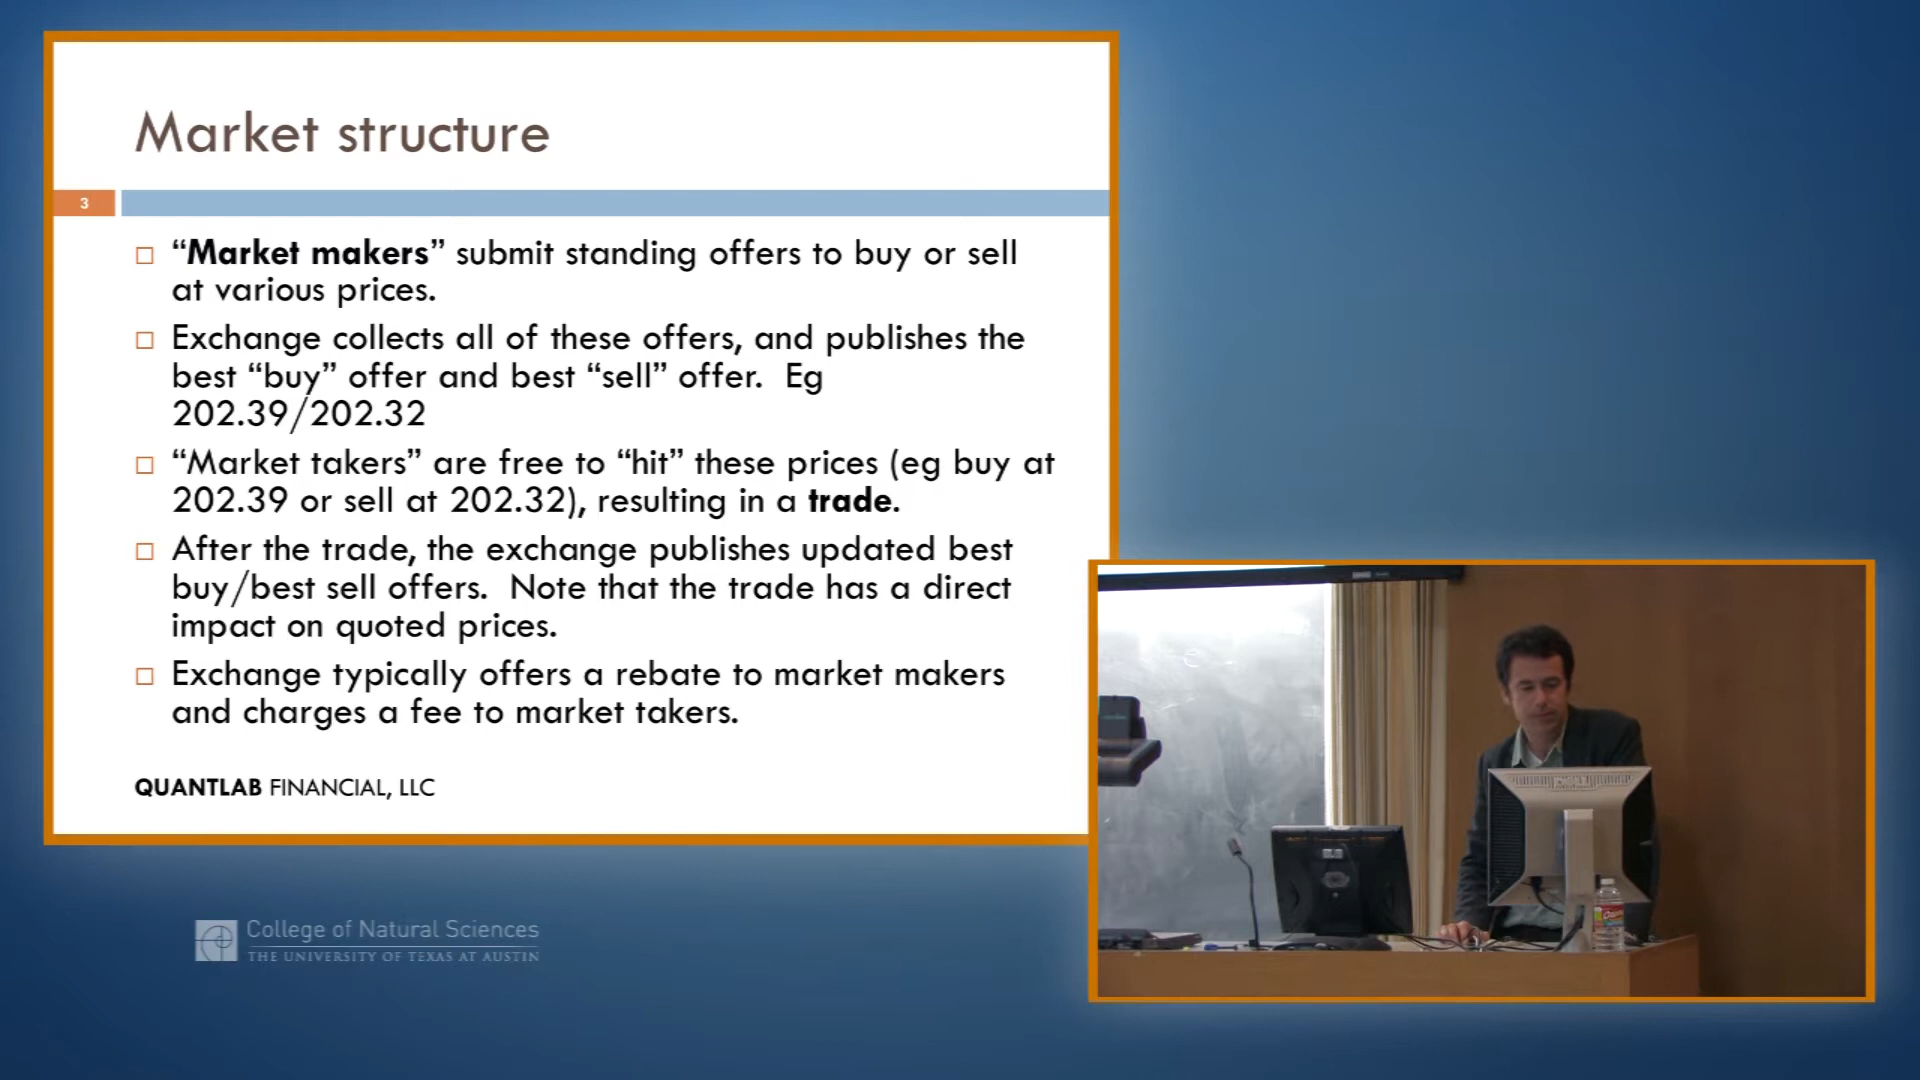 Market structure
3
“Market makers” submit standing offers to buy or sell
at various prices.
Exchange collects all of these offers, and publishes the
best “buy” offer and best “sell” offer.  Eg
202.39/202.32
“Market takers” are free to “hit” these prices (eg buy at
202.39 or sell at 202.32), resulting in a trade.
After the trade, the exchange publishes updated best
buy/best sell offers.  Note that the trade has a direct
impact on quoted prices.
Exchange typically offers a rebate to market makers
and charges a fee to market takers.
QUANTLAB FINANCIAL, LLC
College of Natural Sciences
THE UNIVERSITY OF TEXAS AT AUSTIN